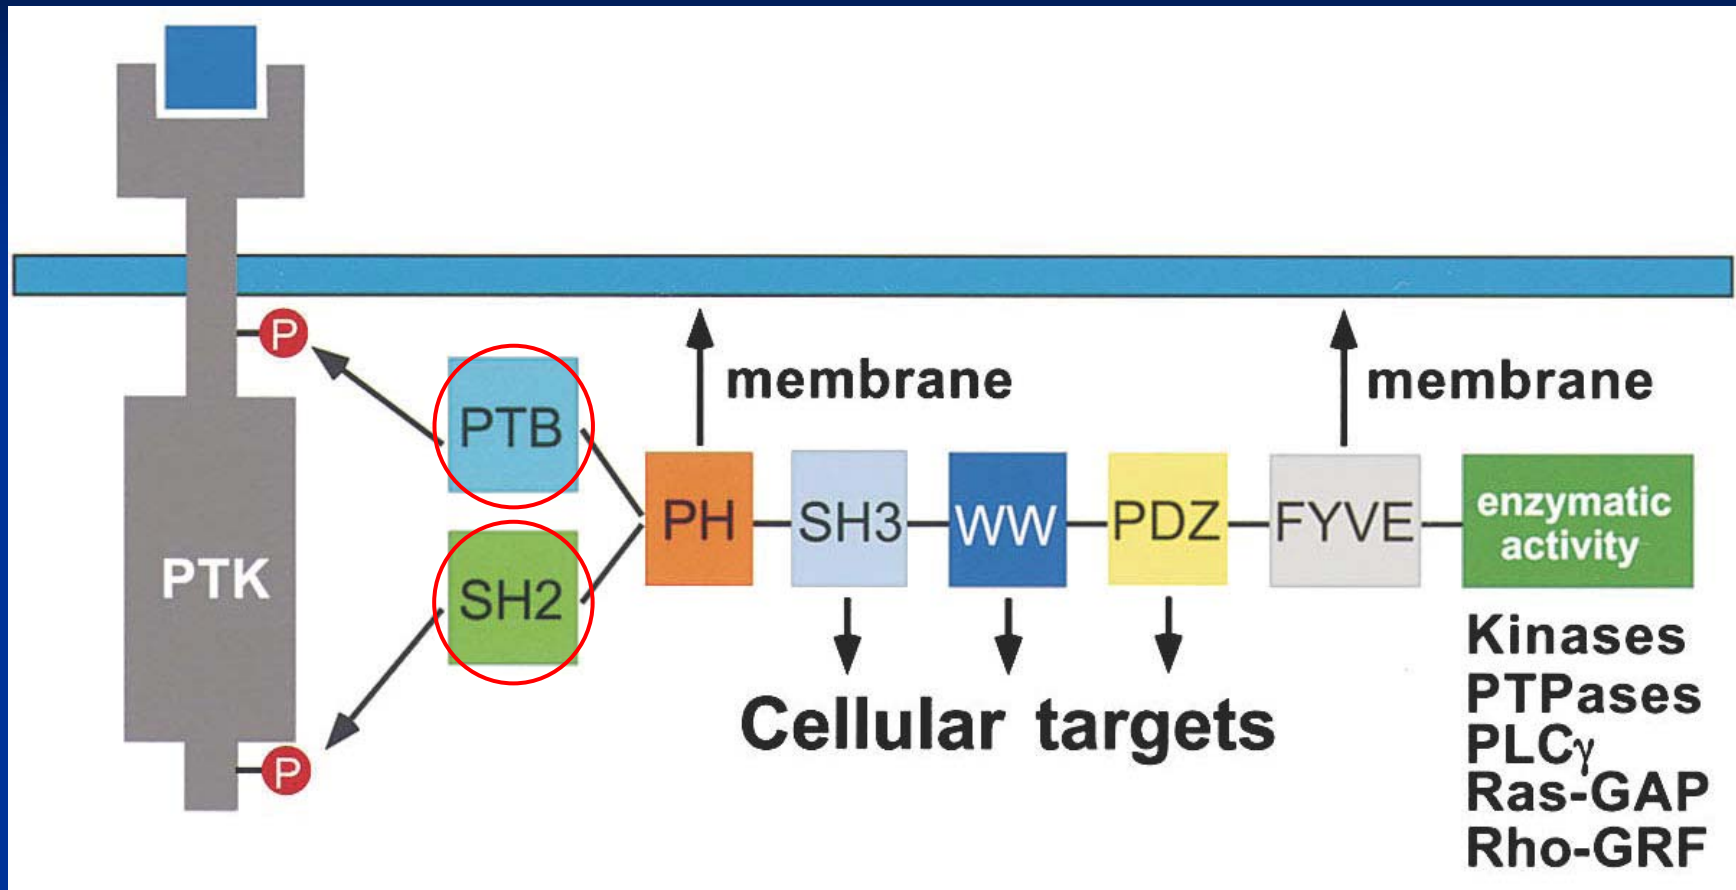 P
membrane
membrane
PTB
PH
SH3
WW
PDZ
FYVE
enzymatic
activity
PTK
SH2
Kinases
PTPases
PLCγ
Ras-GAP
Rho-GRF
Cellular targets
P